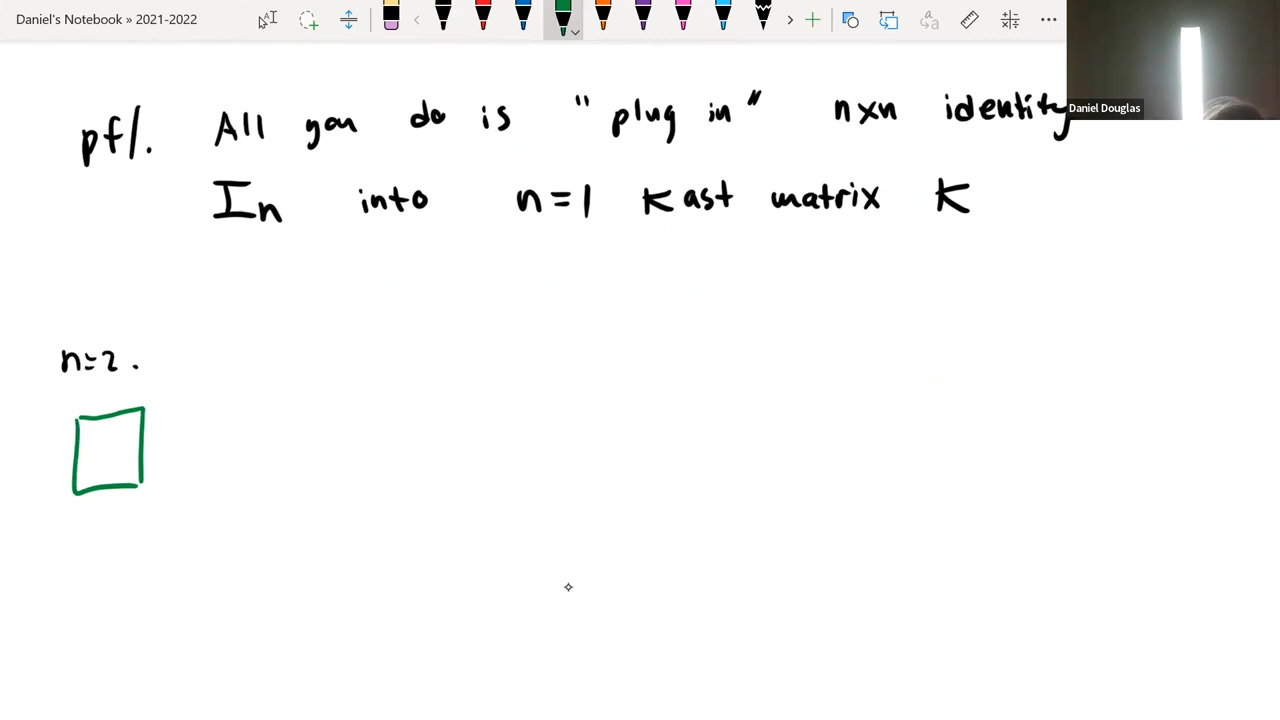 Daniel's Notebook » 2021-2022
Daniel Douglas
pf/. All you do is "plug in" n×n identity
In into n=1 Kast matrix K
n=2.